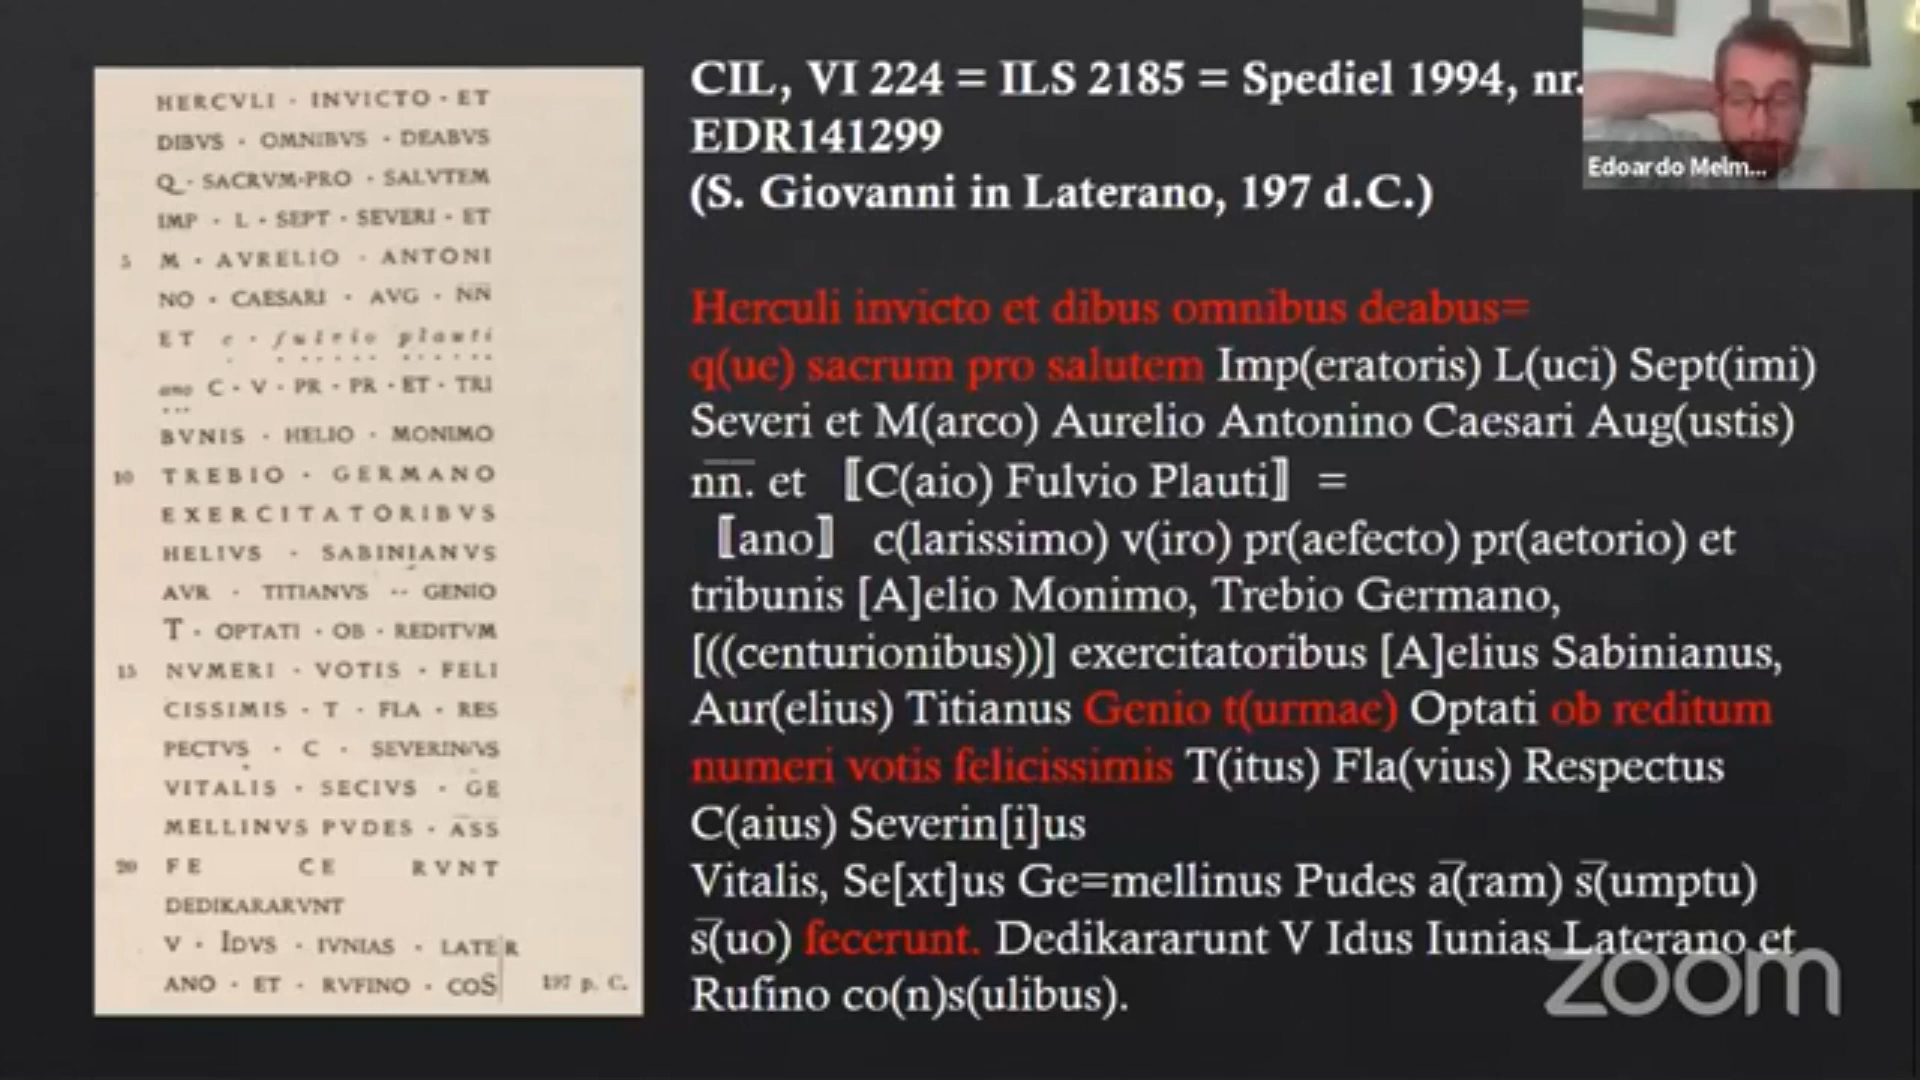 HERCVLI · INVICTO · ET
DIBVS · OMNIBVS · DEABVS
Q · SACRVM · PRO · SALVTEM
IMP · L · SEPT · SEVERI · ET
5 M · AVRELIO · ANTONI
NO · CAESARI · AVG · N̅N̅
ET c · fulvio plauti
ano C · V · PR · PR · ET · TRI
BVNIS · HELIO · MONIMO
10 TREBIO · GERMANO
EXERCITATORIBVS
HELIVS · SABINIANVS
AVR · TITIANVS ·· GENIO
T · OPTATI · OB · REDITVM
15 NVMERI · VOTIS · FELI
CISSIMIS · T · FLA · RES
PECTVS · C · SEVERINVS
VITALIS · SECIVS · GE
MELLINVS PVDES · A̅S̅S̅
20 FE CE RVNT
DEDIKARARVNT
V · IDVS · IVNIAS · LATER
ANO · ET · RVFINO · COS 197 p. C.
CIL, VI 224 = ILS 2185 = Spediel 1994, nr.
EDR141299
(S. Giovanni in Laterano, 197 d.C.)
Herculi invicto et dibus omnibus deabus=
q(ue) sacrum pro salutem Imp(eratoris) L(uci) Sept(imi)
Severi et M(arco) Aurelio Antonino Caesari Aug(ustis)
n̅n̅. et ⟦C(aio) Fulvio Plauti⟧ =
⟦ano⟧ c(larissimo) v(iro) pr(aefecto) pr(aetorio) et
tribunis [A]elio Monimo, Trebio Germano,
[((centurionibus))] exercitatoribus [A]elius Sabinianus,
Aur(elius) Titianus Genio t(urmae) Optati ob reditum
numeri votis felicissimis T(itus) Fla(vius) Respectus
C(aius) Severin[i]us
Vitalis, Se[xt]us Ge=mellinus Pudes a̅(ram) s̅(umptu)
s̅(uo) fecerunt. Dedikararunt V Idus Iunias Laterano et
Rufino co(n)s(ulibus).
Edoardo Melm...
zoom